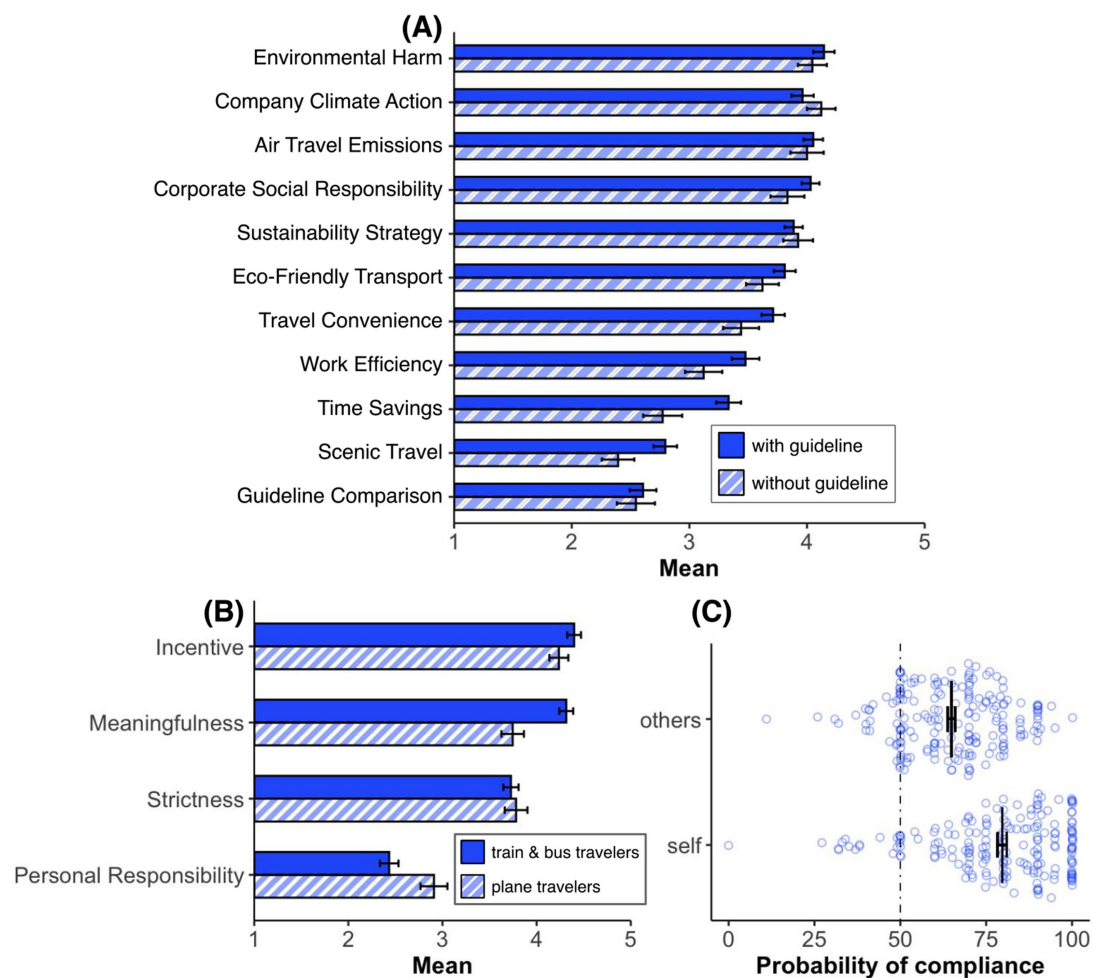 (A)
Environmental Harm
Company Climate Action
Air Travel Emissions
Corporate Social Responsibility
Sustainability Strategy
Eco-Friendly Transport
Travel Convenience
Work Efficiency
Time Savings
Scenic Travel
Guideline Comparison
with guideline
without guideline
1 2 3 4 5
Mean
(B)
Incentive
Meaningfulness
Strictness
Personal Responsibility
train & bus travelers
plane travelers
1 2 3 4 5
Mean
(C)
others
self
0 25 50 75 100
Probability of compliance